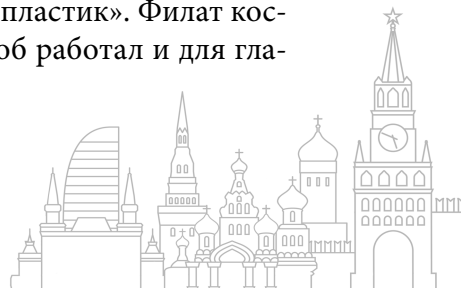 пластик». Филат кос-
об работал и для гла-